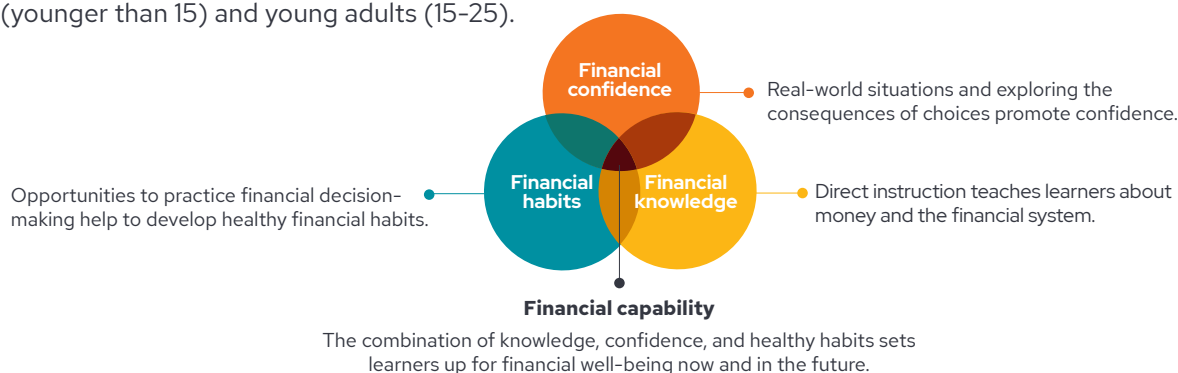 (younger than 15) and young adults (15-25).
Financial
confidence
Real-world situations and exploring the
consequences of choices promote confidence.
Opportunities to practice financial decision-
making help to develop healthy financial habits.
Financial
habits
Financial
knowledge
Direct instruction teaches learners about
money and the financial system.
Financial capability
The combination of knowledge, confidence, and healthy habits sets
learners up for financial well-being now and in the future.